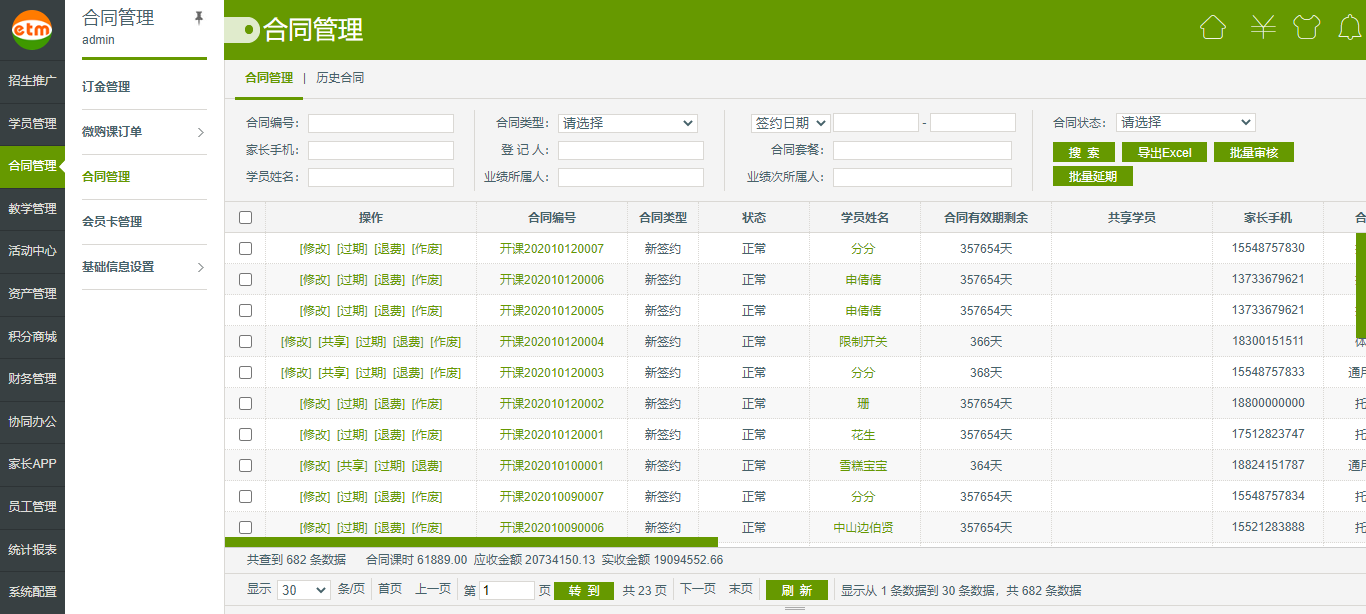 etm
招生推广
学员管理
合同管理
教学管理
活动中心
资产管理
积分商城
财务管理
协同办公
家长APP
员工管理
统计报表
系统配置
合同管理
admin
订金管理
微购课订单
合同管理
会员卡管理
基础信息设置
合同管理
合同管理 | 历史合同
合同编号: 合同类型: 请选择 签约日期 - 合同状态: 请选择
家长手机: 登 记 人: 合同套餐: 搜 索 导出Excel 批量审核
学员姓名: 业绩所属人: 业绩次所属人: 批量延期
操作 合同编号 合同类型 状态 学员姓名 合同有效期剩余 共享学员 家长手机
[修改] [过期] [退费] [作废] 开课202010120007 新签约 正常 分分 357654天 15548757830
[修改] [过期] [退费] [作废] 开课202010120006 新签约 正常 申倩倩 357654天 13733679621
[修改] [过期] [退费] [作废] 开课202010120005 新签约 正常 申倩倩 357654天 13733679621
[修改] [共享] [过期] [退费] [作废] 开课202010120004 新签约 正常 限制开关 366天 18300151511
[修改] [共享] [过期] [退费] [作废] 开课202010120003 新签约 正常 分分 368天 15548757833 通
[修改] [过期] [退费] [作废] 开课202010120002 新签约 正常 珊 357654天 18800000000 托
[修改] [过期] [退费] [作废] 开课202010120001 新签约 正常 花生 357654天 17512823747 托
[修改] [共享] [过期] [退费] 开课202010100001 新签约 正常 雪糕宝宝 364天 18824151787 通
[修改] [过期] [退费] [作废] 开课202010090007 新签约 正常 分分 357654天 15548757834 托
[修改] [过期] [退费] [作废] 开课202010090006 新签约 正常 中山边伯贤 357654天 15521283888 托
共查到 682 条数据 合同课时 61889.00 应收金额 20734150.13 实收金额 19094552.66
显示 30 条/页 首页 上一页 第 1 页 转 到 共 23 页 下一页 末页 刷 新 显示从 1 条数据到 30 条数据，共 682 条数据